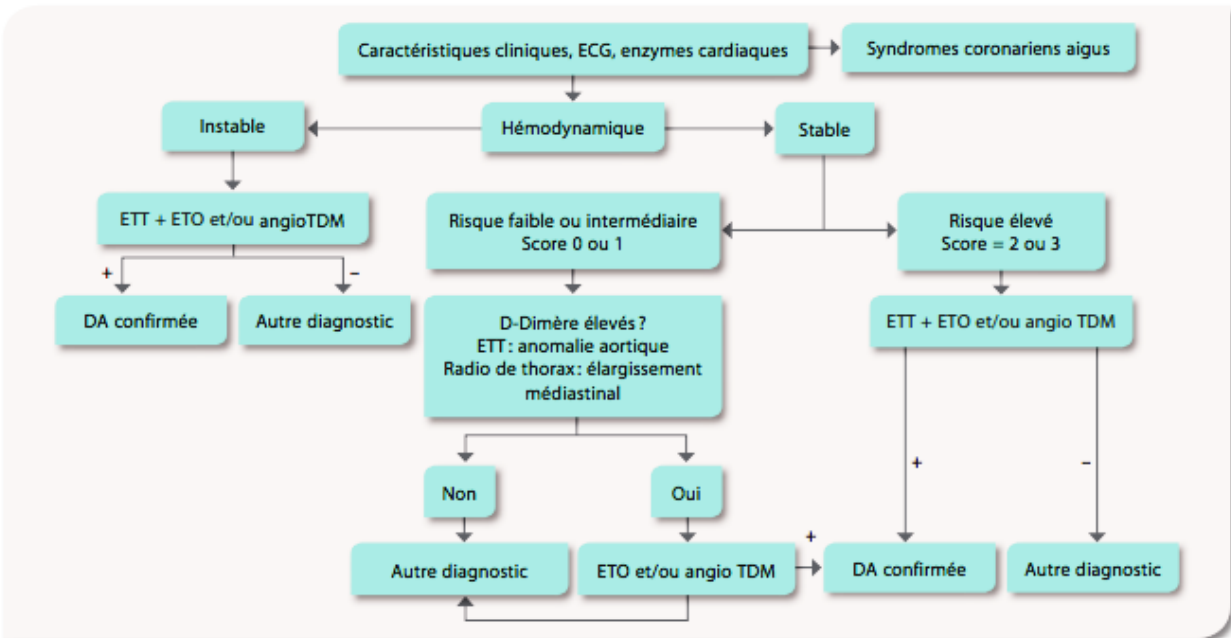 Caractéristiques cliniques, ECG, enzymes cardiaques
Syndromes coronariens aigus
Instable
Hémodynamique
Stable
ETT + ETO et/ou angioTDM
Risque faible ou intermédiaire
Score 0 ou 1
Risque élevé
Score = 2 ou 3
+
–
DA confirmée
Autre diagnostic
D-Dimère élevés ?
ETT : anomalie aortique
Radio de thorax : élargissement
médiastinal
ETT + ETO et/ou angio TDM
+
–
Non
Oui
Autre diagnostic
ETO et/ou angio TDM
+
DA confirmée
Autre diagnostic